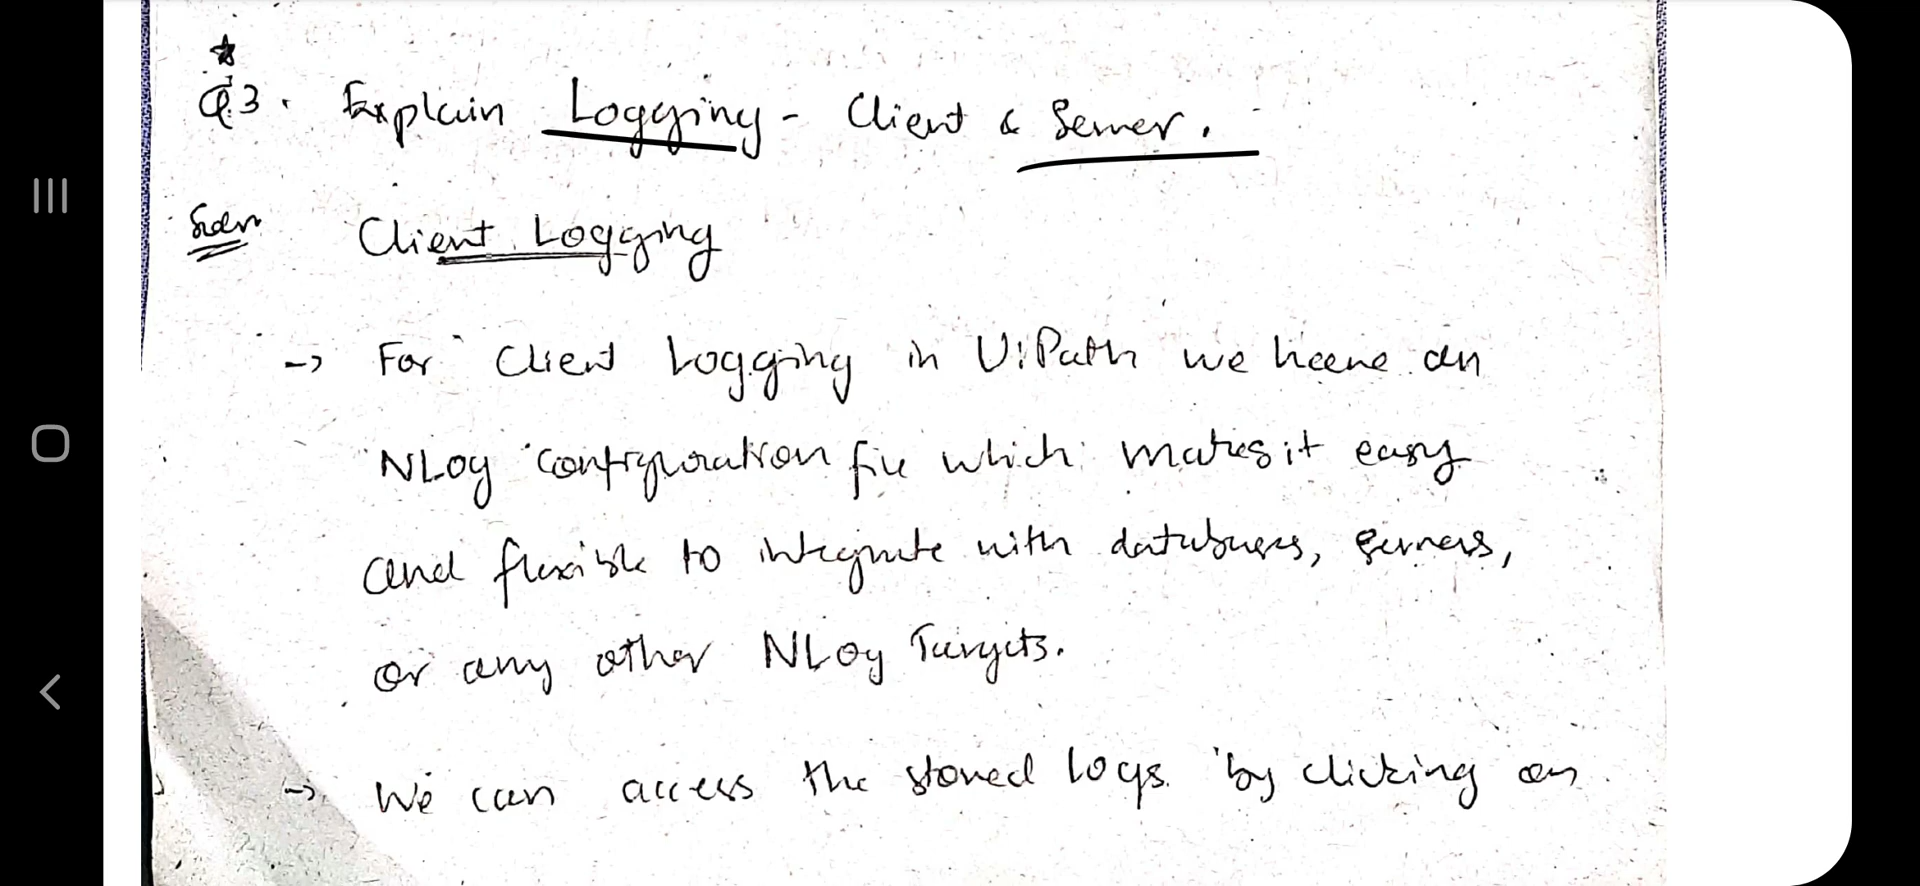 Q.3. Explain Logging - Client & Server.
Soln Client Logging
-> For Client Logging in UiPath we have an
NLog configuration file which makes it easy
and flexible to integrate with databases, servers,
or any other NLog Targets.
-> We can access the stored logs by clicking on